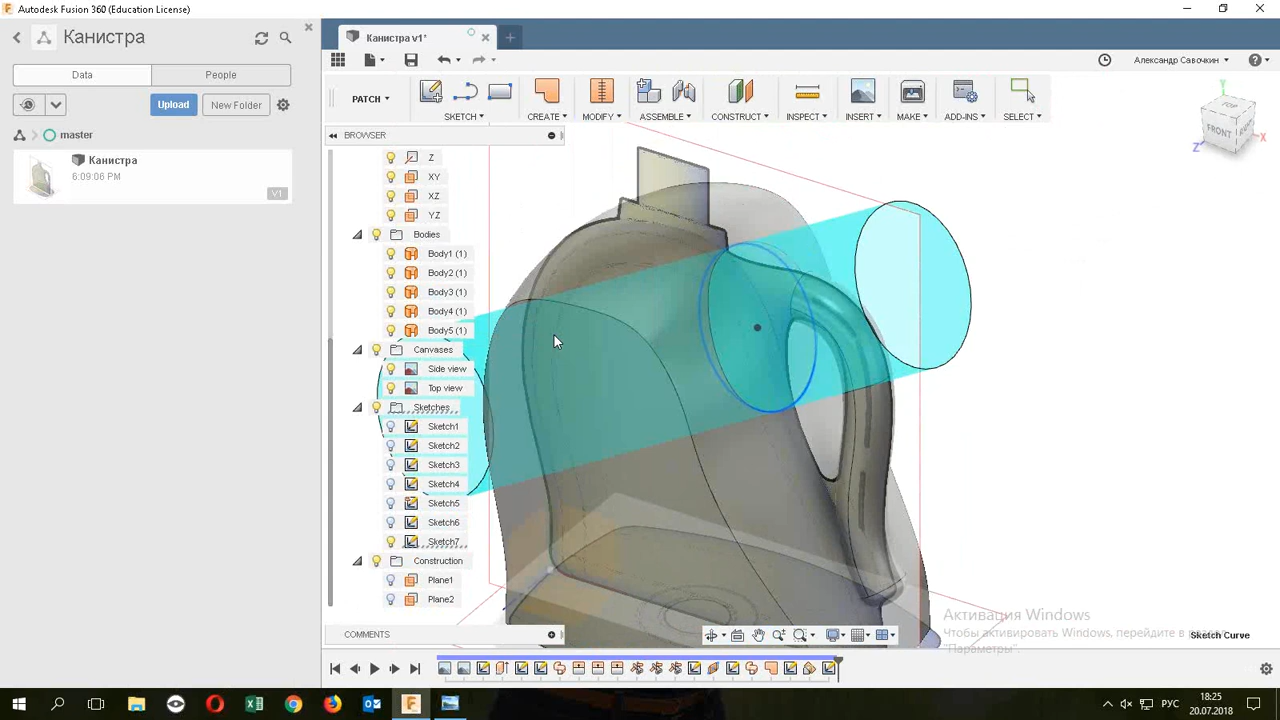 Autodesk Fusion 360 (Education License)
Канистра
Data
People
Upload
New Folder
master
Канистра
6:09:06 PM
V1
Канистра v1*
Александр Савочкин
PATCH
SKETCH
CREATE
MODIFY
ASSEMBLE
CONSTRUCT
INSPECT
INSERT
MAKE
ADD-INS
SELECT
BROWSER
Z
XY
XZ
YZ
Bodies
Body1 (1)
Body2 (1)
Body3 (1)
Body4 (1)
Body5 (1)
Canvases
Side view
Top view
Sketches
Sketch1
Sketch2
Sketch3
Sketch4
Sketch5
Sketch6
Sketch7
Construction
Plane1
Plane2
Y
TOP
FRONT
X
Z
Активация Windows
Чтобы активировать Windows, перейдите в
"Параметры".
Sketch Curve
COMMENTS
РУС
18:25
20.07.2018